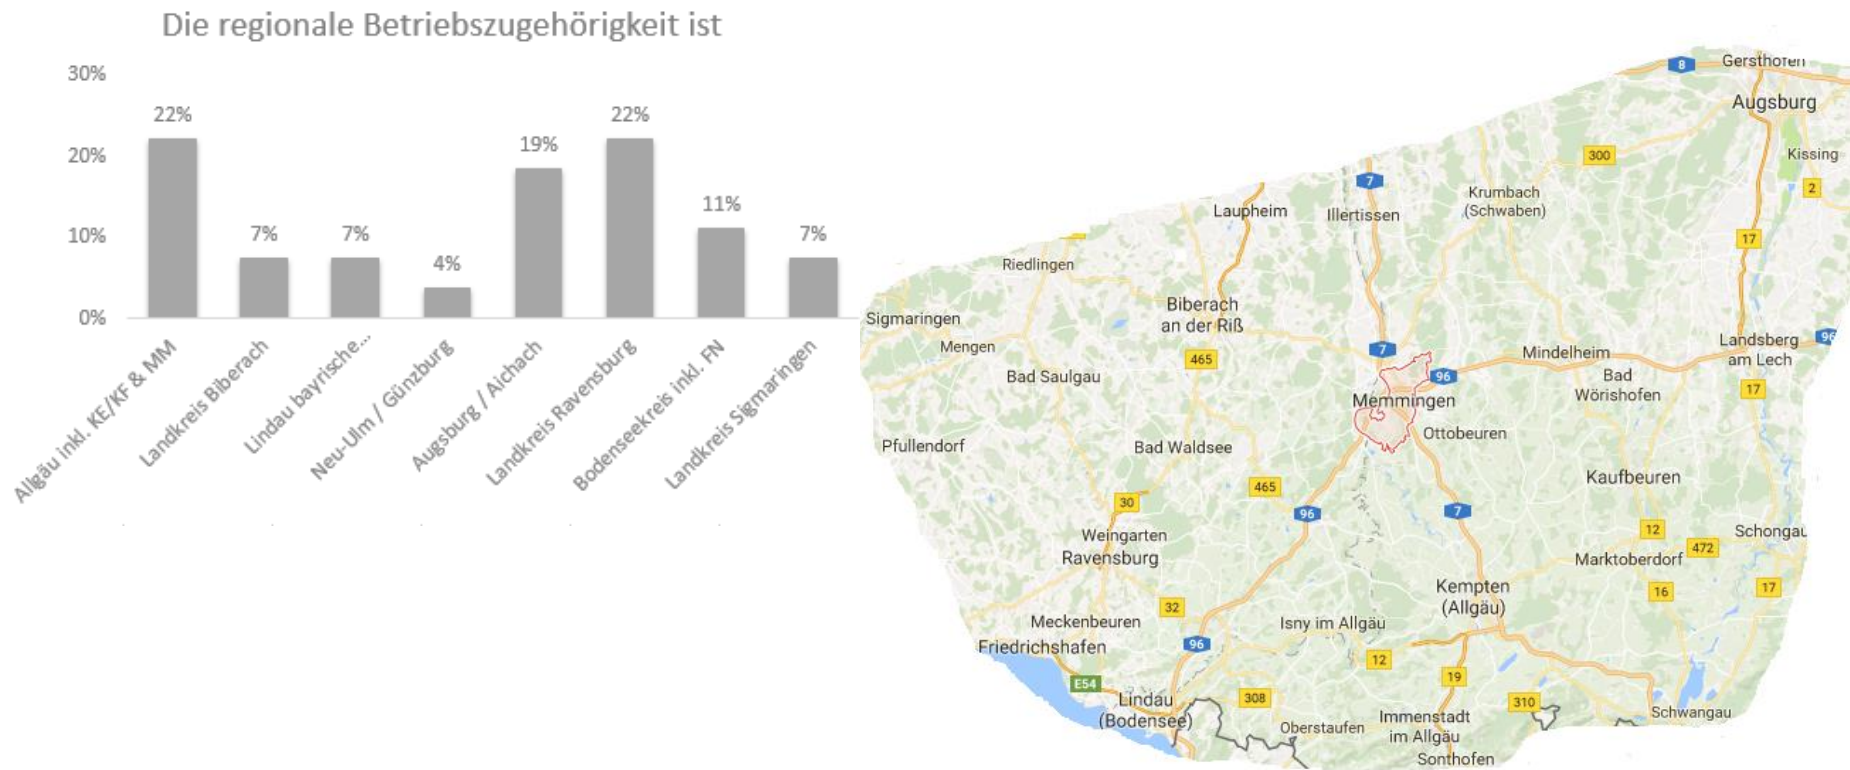 Die regionale Betriebszugehörigkeit ist
30%
20%
10%
0%
22%
7%
7%
4%
19%
22%
11%
7%
Allgäu inkl. KE/KF & MM
Landkreis Biberach
Lindau bayrische...
Neu-Ulm / Günzburg
Augsburg / Aichach
Landkreis Ravensburg
Bodenseekreis inkl. FN
Landkreis Sigmaringen
8
Gersthofen
Augsburg
300
Kissing
7
2
Krumbach
(Schwaben)
Laupheim
Illertissen
17
Riedlingen
Biberach
an der Riß
Sigmaringen
Mengen
465
7
Mindelheim
Landsberg
am Lech
96
Bad Saulgau
96
Bad
Wörishofen
17
Memmingen
Ottobeuren
Pfullendorf
Bad Waldsee
Kaufbeuren
465
30
96
7
Weingarten
Ravensburg
12
Schongau
472
Marktoberdorf
Kempten
(Allgäu)
16
17
32
Meckenbeuren
Isny im Allgäu
Friedrichshafen
96
12
E54
19
Lindau
(Bodensee)
308
310
Immenstadt
im Allgäu
Schwangau
Oberstaufen
Sonthofen